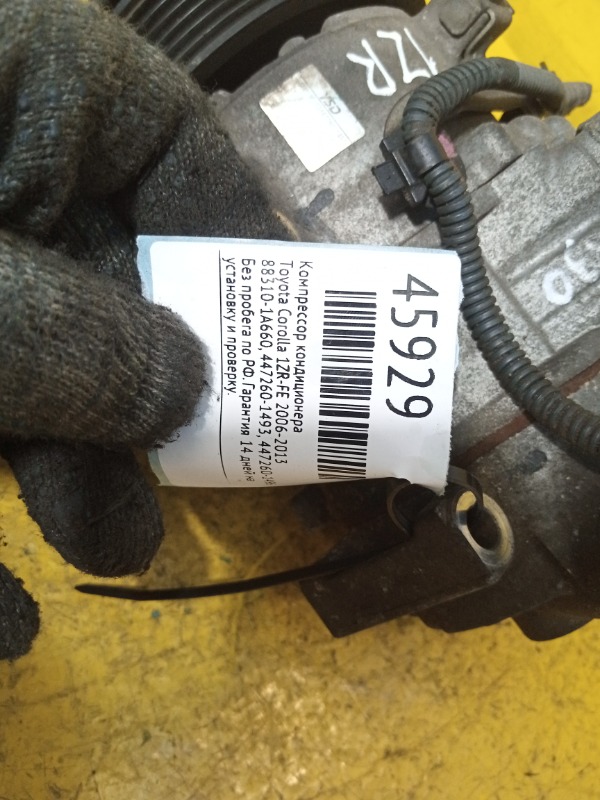 45929
Компрессор кондиционера
Toyota Corolla 1ZR-FE 2006-2013
88310-1A660, 447260-1493,
Без пробега по РФ. Гарантия 14 дней на
установку и проверку.
1ZR